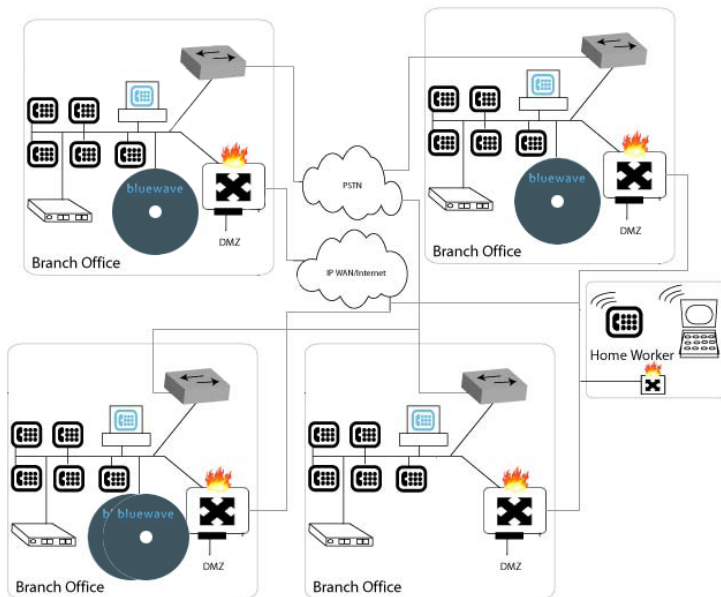 bluewave
DMZ
Branch Office
PSTN
IP WAN/Internet
bluewave
DMZ
Branch Office
Home Worker
bl
bluewave
DMZ
Branch Office
DMZ
Branch Office